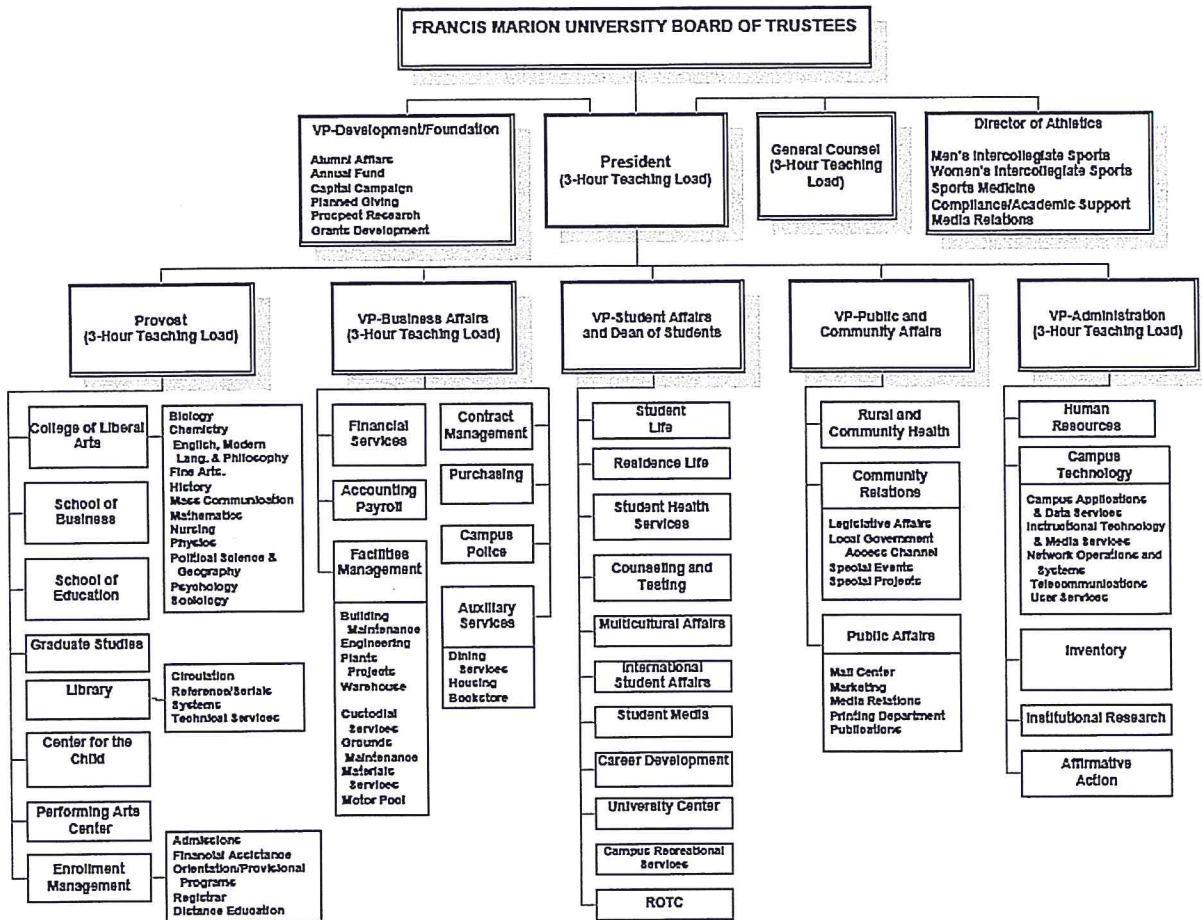 FRANCIS MARION UNIVERSITY BOARD OF TRUSTEES
VP-Development/Foundation
Alumni Affairs
Annual Fund
Capital Campaign
Planned Giving
Prospect Research
Grants Development
President
(3-Hour Teaching Load)
General Counsel
(3-Hour Teaching
Load)
Director of Athletics
Men's Intercollegiate Sports
Women's Intercollegiate Sports
Sports Medicine
Compliance/Academic Support
Media Relations
Provost
(3-Hour Teaching Load)
VP-Business Affairs
(3-Hour Teaching Load)
VP-Student Affairs
and Dean of Students
VP-Public and
Community Affairs
VP-Administration
(3-Hour Teaching Load)
College of Liberal
Arts
Biology
Chemistry
English, Modern
Lang. & Philosophy
Fine Arts.
History
Mass Communication
Mathematics
Nursing
Physics
Political Science &
Geography
Psychology
Sociology
School of
Business
School of
Education
Graduate Studies
Library
Circulation
Reference/Serials
Systems
Technical Services
Center for the
Child
Performing Arts
Center
Enrollment
Management
Admissions
Financial Assistance
Orientation/Provisional
Programs
Registrar
Distance Education
Financial
Services
Accounting
Payroll
Facilities
Management
Building
Maintenance
Engineering
Plants
Projects
Warehouse
Custodial
Services
Grounds
Maintenance
Materials
Services
Motor Pool
Contract
Management
Purchasing
Campus
Police
Auxiliary
Services
Dining
Services
Housing
Bookstore
Student
Life
Residence Life
Student Health
Services
Counseling and
Testing
Multicultural Affairs
International
Student Affairs
Student Media
Career Development
University Center
Campus Recreational
Services
ROTC
Rural and
Community Health
Community
Relations
Legislative Affairs
Local Government
Access Channel
Special Events
Special Projects
Public Affairs
Mail Center
Marketing
Media Relations
Printing Department
Publications
Human
Resources
Campus
Technology
Campus Applications
& Data Services
Instructional Technology
& Media Services
Network Operations and
Systems
Telecommunications
User Services
Inventory
Institutional Research
Affirmative
Action